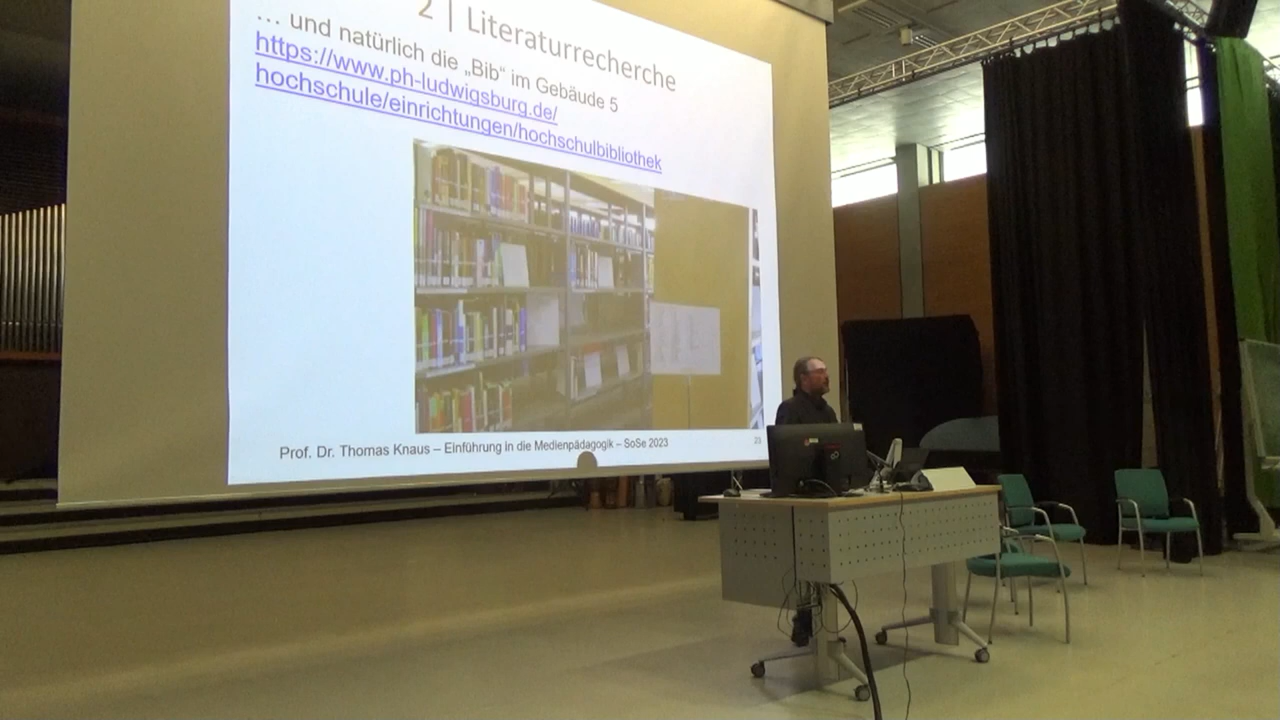 2 | Literaturrecherche
… und natürlich die „Bib“ im Gebäude 5
https://www.ph-ludwigsburg.de/
hochschule/einrichtungen/hochschulbibliothek
Prof. Dr. Thomas Knaus – Einführung in die Medienpädagogik – SoSe 2023